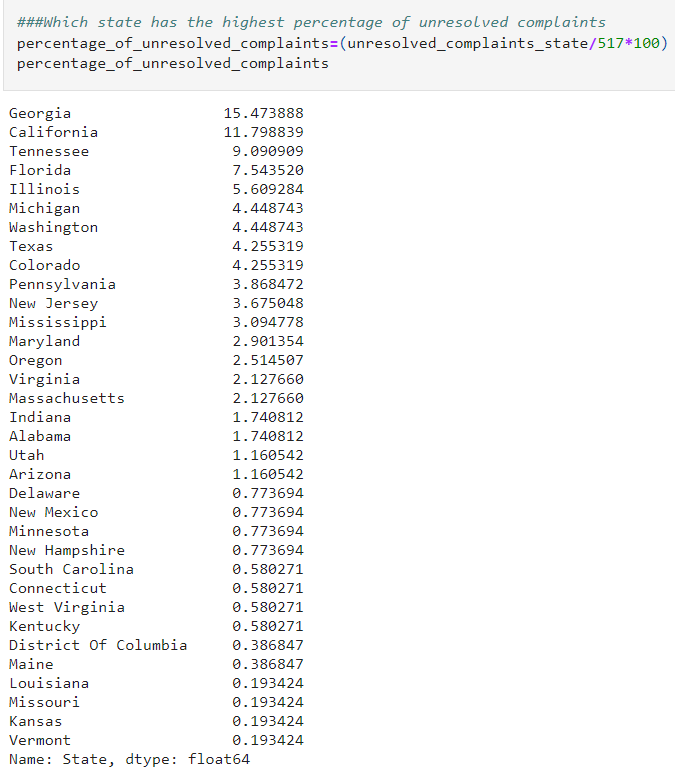 ###Which state has the highest percentage of unresolved complaints
percentage_of_unresolved_complaints=(unresolved_complaints_state/517*100)
percentage_of_unresolved_complaints
Georgia 15.473888
California 11.798839
Tennessee 9.090909
Florida 7.543520
Illinois 5.609284
Michigan 4.448743
Washington 4.448743
Texas 4.255319
Colorado 4.255319
Pennsylvania 3.868472
New Jersey 3.675048
Mississippi 3.094778
Maryland 2.901354
Oregon 2.514507
Virginia 2.127660
Massachusetts 2.127660
Indiana 1.740812
Alabama 1.740812
Utah 1.160542
Arizona 1.160542
Delaware 0.773694
New Mexico 0.773694
Minnesota 0.773694
New Hampshire 0.773694
South Carolina 0.580271
Connecticut 0.580271
West Virginia 0.580271
Kentucky 0.580271
District Of Columbia 0.386847
Maine 0.386847
Louisiana 0.193424
Missouri 0.193424
Kansas 0.193424
Vermont 0.193424
Name: State, dtype: float64